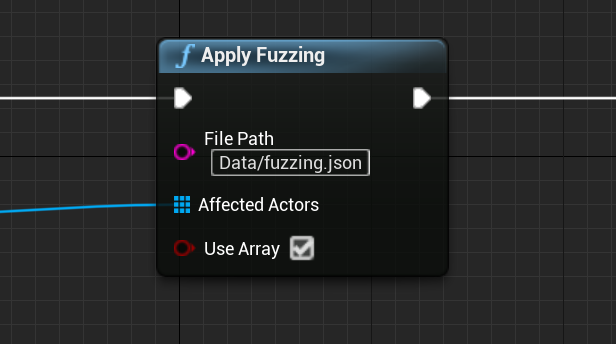 Apply Fuzzing
File Path
Data/fuzzing.json
Affected Actors
Use Array